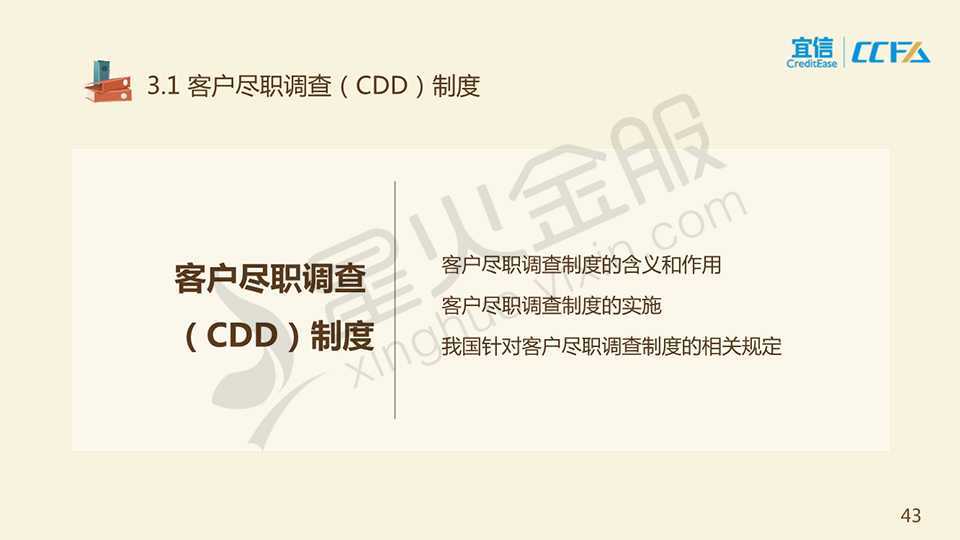 宜信
CreditEase
CCFA
3.1 客户尽职调查（CDD）制度
星火金服
xinghuo.yixin.com
客户尽职调查
（CDD）制度
客户尽职调查制度的含义和作用
客户尽职调查制度的实施
我国针对客户尽职调查制度的相关规定
43